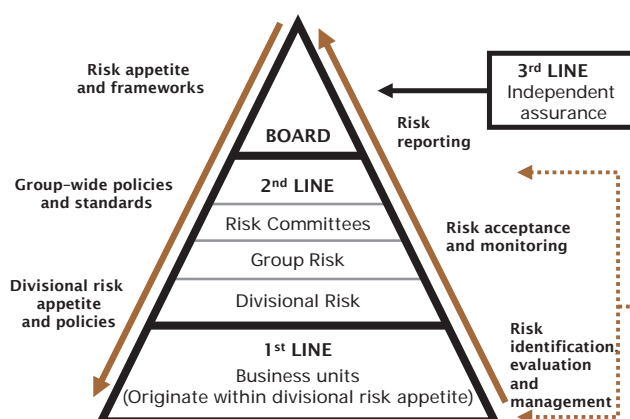 Risk appetite
and frameworks
Group-wide policies
and standards
Divisional risk
appetite
and policies
BOARD
2nd LINE
Risk Committees
Group Risk
Divisional Risk
1st LINE
Business units
(Originate within divisional risk appetite)
Risk
reporting
Risk acceptance
and monitoring
Risk
identification,
evaluation
and
management
3rd LINE
Independent
assurance